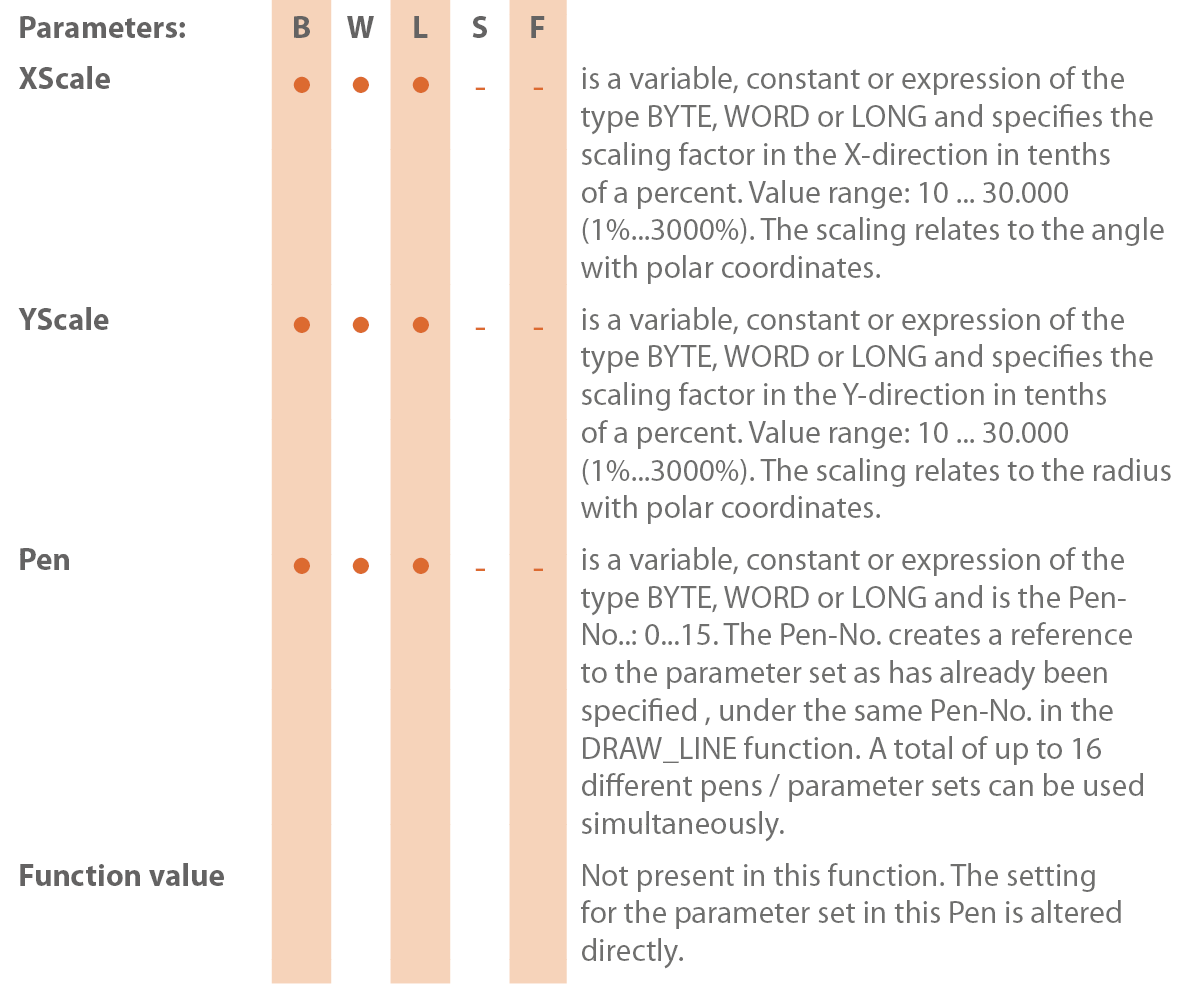 Parameters: B W L S F
XScale ● ● ● - - is a variable, constant or expression of the
type BYTE, WORD or LONG and specifies the
scaling factor in the X-direction in tenths
of a percent. Value range: 10 ... 30.000
(1%...3000%). The scaling relates to the angle
with polar coordinates.
YScale ● ● ● - - is a variable, constant or expression of the
type BYTE, WORD or LONG and specifies the
scaling factor in the Y-direction in tenths
of a percent. Value range: 10 ... 30.000
(1%...3000%). The scaling relates to the radius
with polar coordinates.
Pen ● ● ● - - is a variable, constant or expression of the
type BYTE, WORD or LONG and is the Pen-
No..: 0...15. The Pen-No. creates a reference
to the parameter set as has already been
specified , under the same Pen-No. in the
DRAW_LINE function. A total of up to 16
different pens / parameter sets can be used
simultaneously.
Function value Not present in this function. The setting
for the parameter set in this Pen is altered
directly.